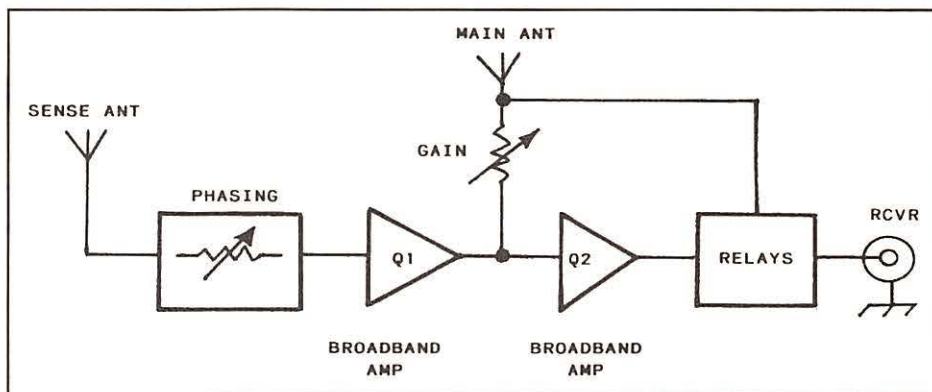 MAIN ANT
SENSE ANT
GAIN
PHASING
RCVR
Q1
Q2
RELAYS
BROADBAND
AMP
BROADBAND
AMP